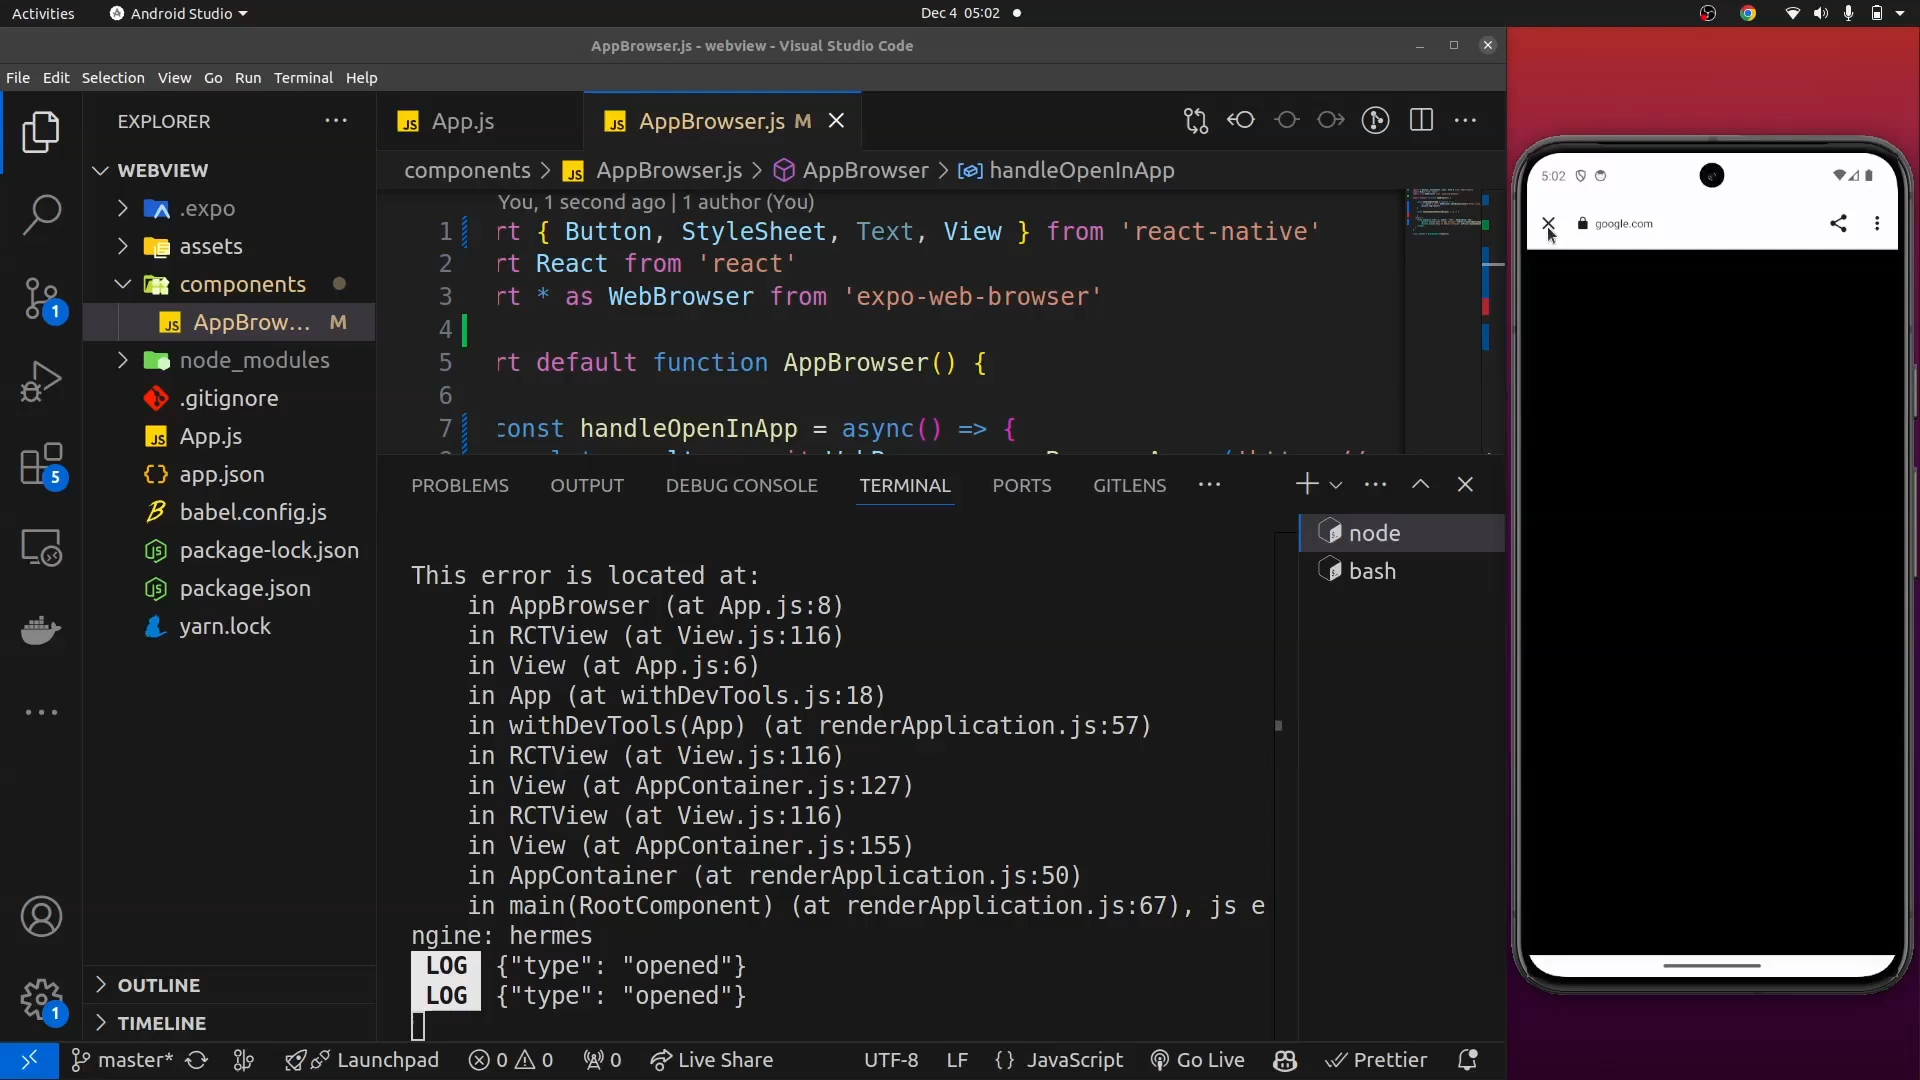 Activities
Android Studio
Dec 4 05:02
AppBrowser.js - webview - Visual Studio Code
File Edit Selection View Go Run Terminal Help
EXPLORER
WEBVIEW
.expo
assets
components
JS AppBrow... M
node_modules
.gitignore
JS App.js
app.json
babel.config.js
package-lock.json
package.json
yarn.lock
OUTLINE
TIMELINE
1
5
1
JS App.js
JS AppBrowser.js M
components > JS AppBrowser.js > AppBrowser > handleOpenInApp
You, 1 second ago | 1 author (You)
1 rt { Button, StyleSheet, Text, View } from 'react-native'
2 rt React from 'react'
3 rt * as WebBrowser from 'expo-web-browser'
4
5 rt default function AppBrowser() {
6
7 const handleOpenInApp = async() => {
PROBLEMS OUTPUT DEBUG CONSOLE TERMINAL PORTS GITLENS
node
bash
This error is located at:
in AppBrowser (at App.js:8)
in RCTView (at View.js:116)
in View (at App.js:6)
in App (at withDevTools.js:18)
in withDevTools(App) (at renderApplication.js:57)
in RCTView (at View.js:116)
in View (at AppContainer.js:127)
in RCTView (at View.js:116)
in View (at AppContainer.js:155)
in AppContainer (at renderApplication.js:50)
in main(RootComponent) (at renderApplication.js:67), js e
ngine: hermes
LOG {"type": "opened"}
LOG {"type": "opened"}
master* Launchpad 0 0 0 Live Share UTF-8 LF {} JavaScript Go Live Prettier
5:02
google.com